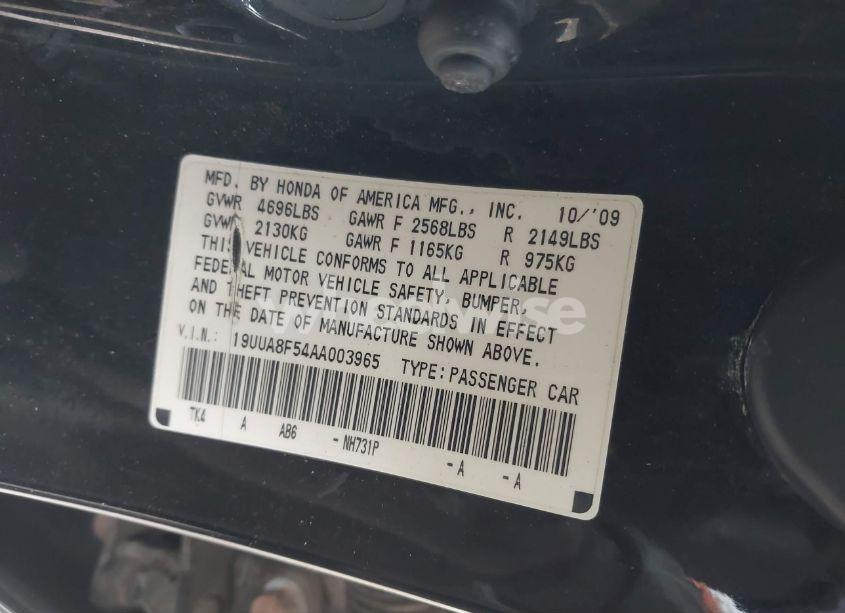 MFD. BY HONDA OF AMERICA MFG., INC. 10/'09
GVWR 4696LBS GAWR F 2568LBS R 2149LBS
GVWR 2130KG GAWR F 1165KG R 975KG
THIS VEHICLE CONFORMS TO ALL APPLICABLE
FEDERAL MOTOR VEHICLE SAFETY, BUMPER,
AND THEFT PREVENTION STANDARDS IN EFFECT
ON THE DATE OF MANUFACTURE SHOWN ABOVE.
V.I.N.: 19UUA8F54AA003965 TYPE:PASSENGER CAR
TK4 A AB6 -NH731P -A -A